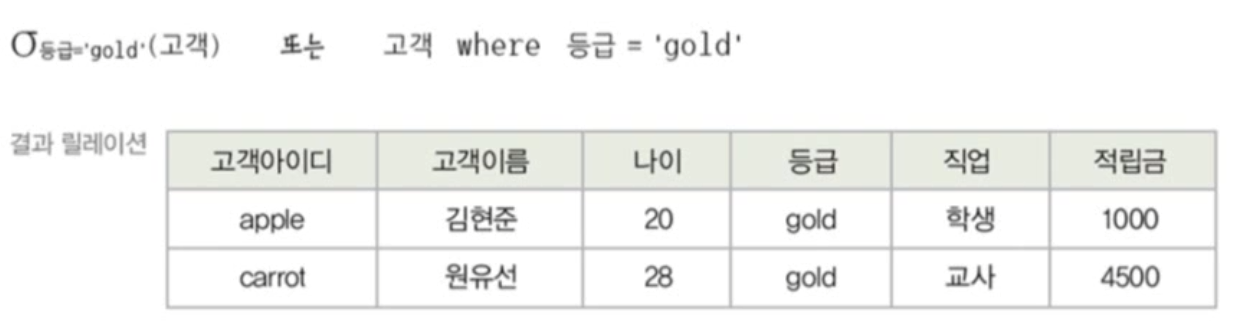 σ등급='gold'(고객) 또는 고객 where 등급 = 'gold'
결과 릴레이션
고객아이디 고객이름 나이 등급 직업 적립금
apple 김현준 20 gold 학생 1000
carrot 원유선 28 gold 교사 4500